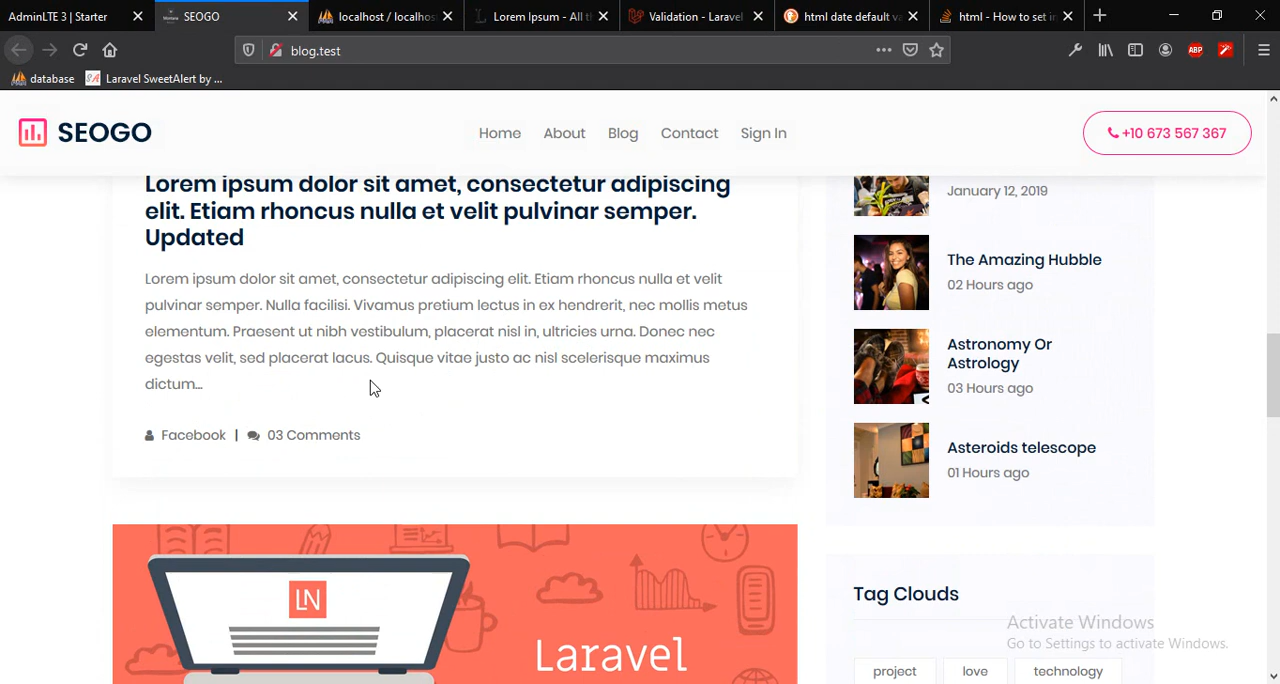 AdminLTE 3 | Starter
SEOGO
localhost / localhos
Lorem Ipsum - All t
Validation - Laravel
html date default va
html - How to set in
blog.test
database
Laravel SweetAlert by ...
ABP
SEOGO
Home
About
Blog
Contact
Sign In
+10 673 567 367
Lorem ipsum dolor sit amet, consectetur adipiscing
elit. Etiam rhoncus nulla et velit pulvinar semper.
Updated
Lorem ipsum dolor sit amet, consectetur adipiscing elit. Etiam rhoncus nulla et velit
pulvinar semper. Nulla facilisi. Vivamus pretium lectus in ex hendrerit, nec mollis metus
elementum. Praesent ut nibh vestibulum, placerat nisl in, ultricies urna. Donec nec
egestas velit, sed placerat lacus. Quisque vitae justo ac nisl scelerisque maximus
dictum...
Facebook | 03 Comments
LN
Laravel
January 12, 2019
The Amazing Hubble
02 Hours ago
Astronomy Or
Astrology
03 Hours ago
Asteroids telescope
01 Hours ago
Tag Clouds
project
love
technology
Activate Windows
Go to Settings to activate Windows.